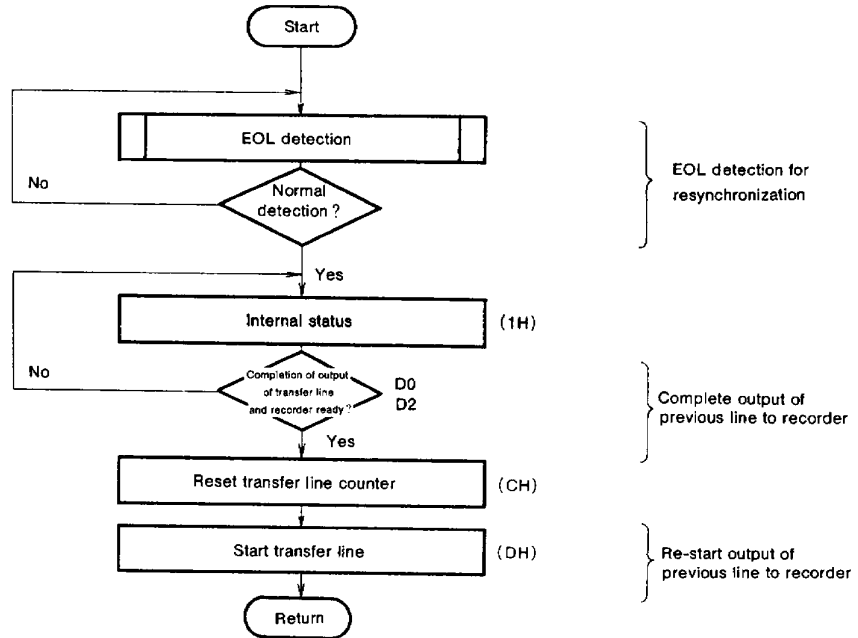 Start
EOL detection
No
Normal
detection ?
EOL detection for
resynchronization
Yes
Internal status
(1H)
No
Completion of output
of transfer line
and recorder ready ?
D0
D2
Complete output of
previous line to recorder
Yes
Reset transfer line counter
(CH)
Start transfer line
(DH)
Re-start output of
previous line to recorder
Return